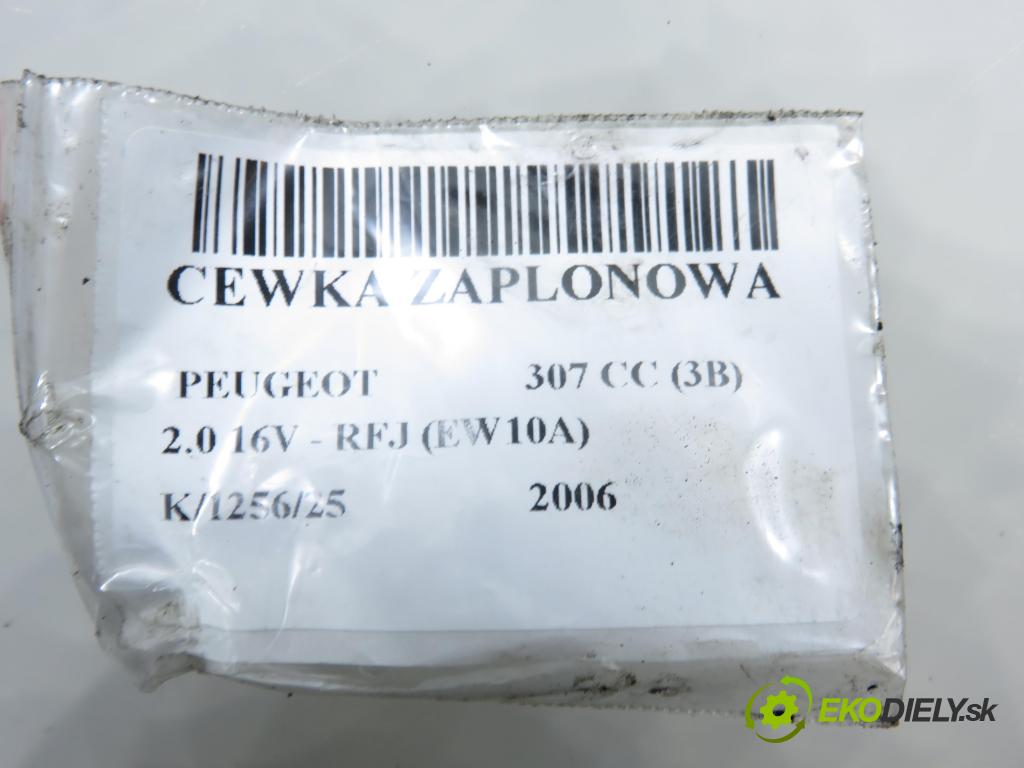 CEWKA ZAPLONOWA
PEUGEOT 307 CC (3B)
2.0 16V - RFJ (EW10A)
K/1256/25 2006
EKODIELY.sk